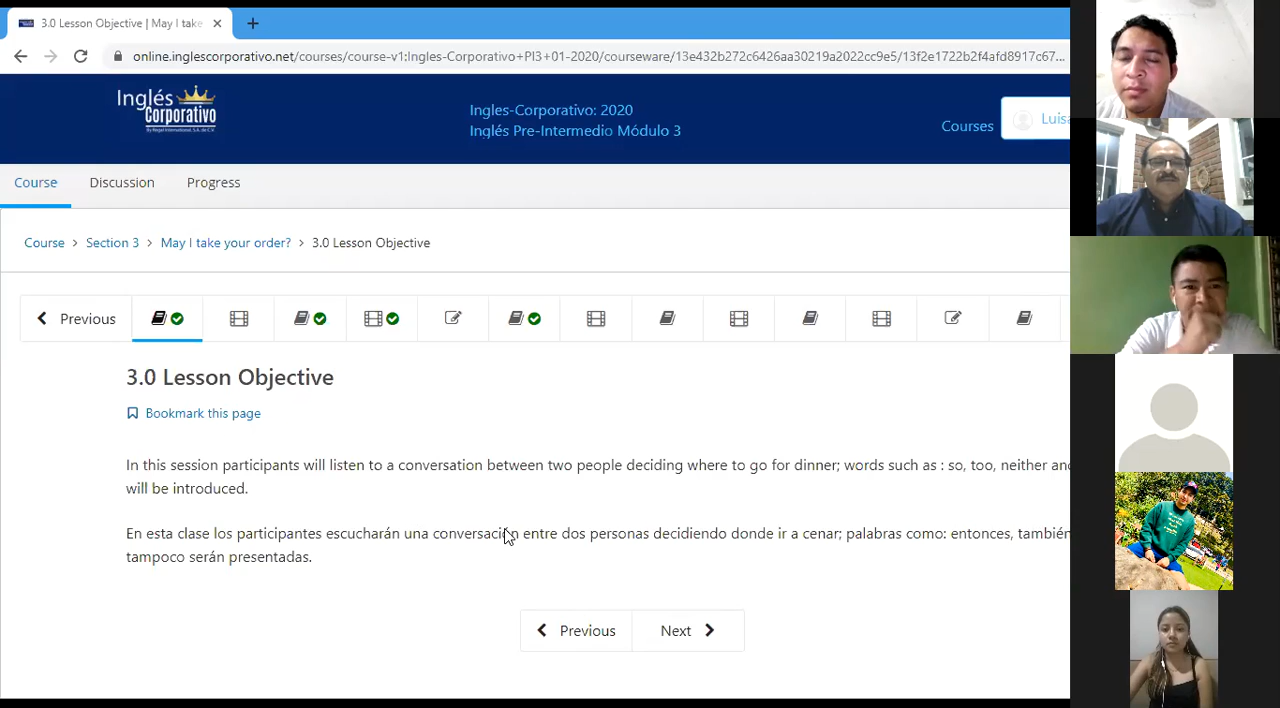 3.0 Lesson Objective | May I take
online.inglescorporativo.net/courses/course-v1:Ingles-Corporativo+PI3+01-2020/courseware/13e432b272c6426aa30219a2022cc9e5/13f2e1722b2f4afd8917c67...
Inglés
Corporativo
By Regal International, S.A. de C.V.
Ingles-Corporativo: 2020
Inglés Pre-Intermedio Módulo 3
Courses
Luisa
Course Discussion Progress
Course > Section 3 > May I take your order? > 3.0 Lesson Objective
Previous
3.0 Lesson Objective
Bookmark this page
In this session participants will listen to a conversation between two people deciding where to go for dinner; words such as : so, too, neither and
will be introduced.
En esta clase los participantes escucharán una conversación entre dos personas decidiendo donde ir a cenar; palabras como: entonces, también
tampoco serán presentadas.
Previous Next